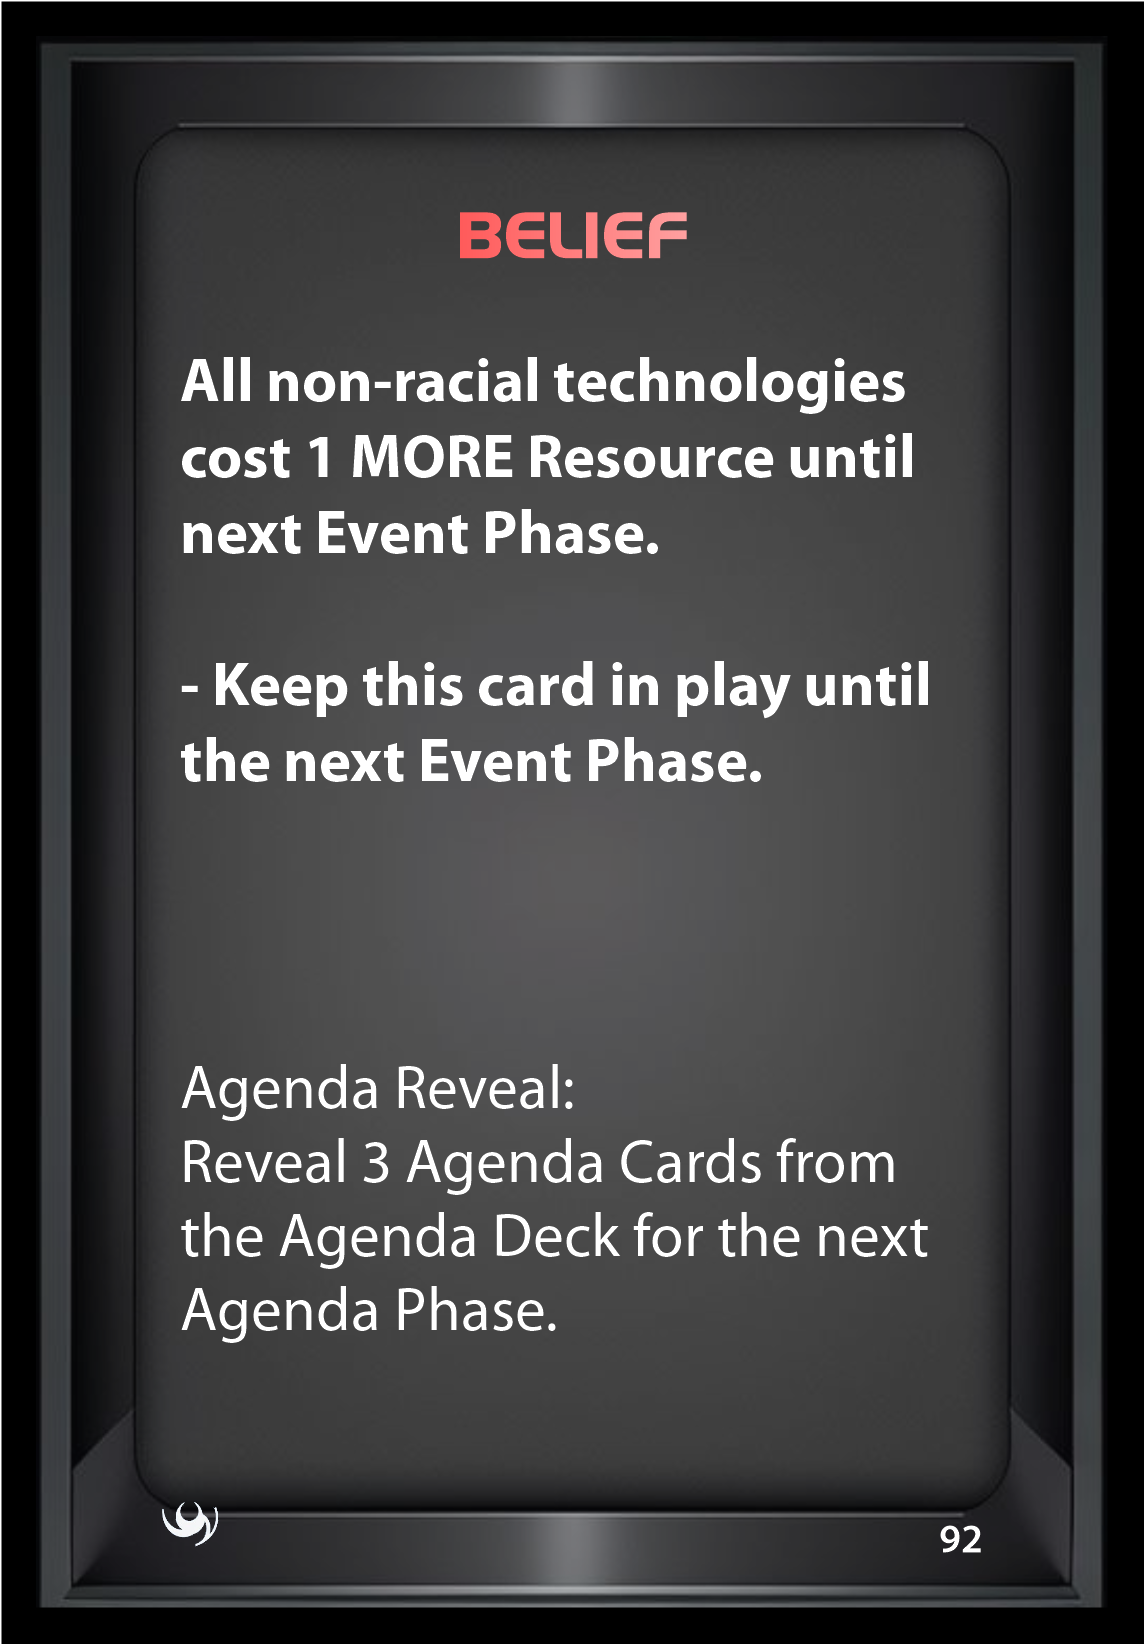 BELIEF
All non-racial technologies
cost 1 MORE Resource until
next Event Phase.
- Keep this card in play until
the next Event Phase.
Agenda Reveal:
Reveal 3 Agenda Cards from
the Agenda Deck for the next
Agenda Phase.
92